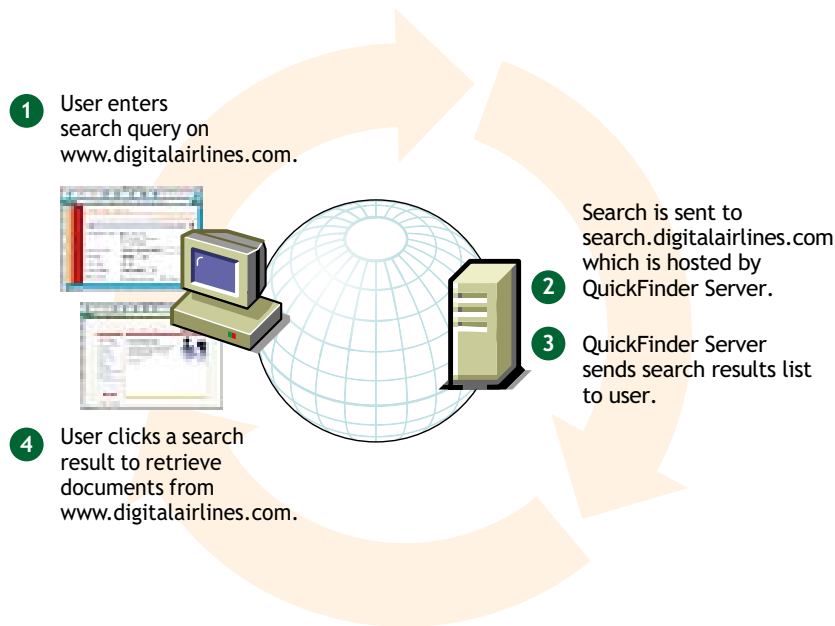 1
User enters
search query on
www.digitalairlines.com.
Search is sent to
search.digitalairlines.com
which is hosted by
2
QuickFinder Server.
3
QuickFinder Server
sends search results list
to user.
4
User clicks a search
result to retrieve
documents from
www.digitalairlines.com.